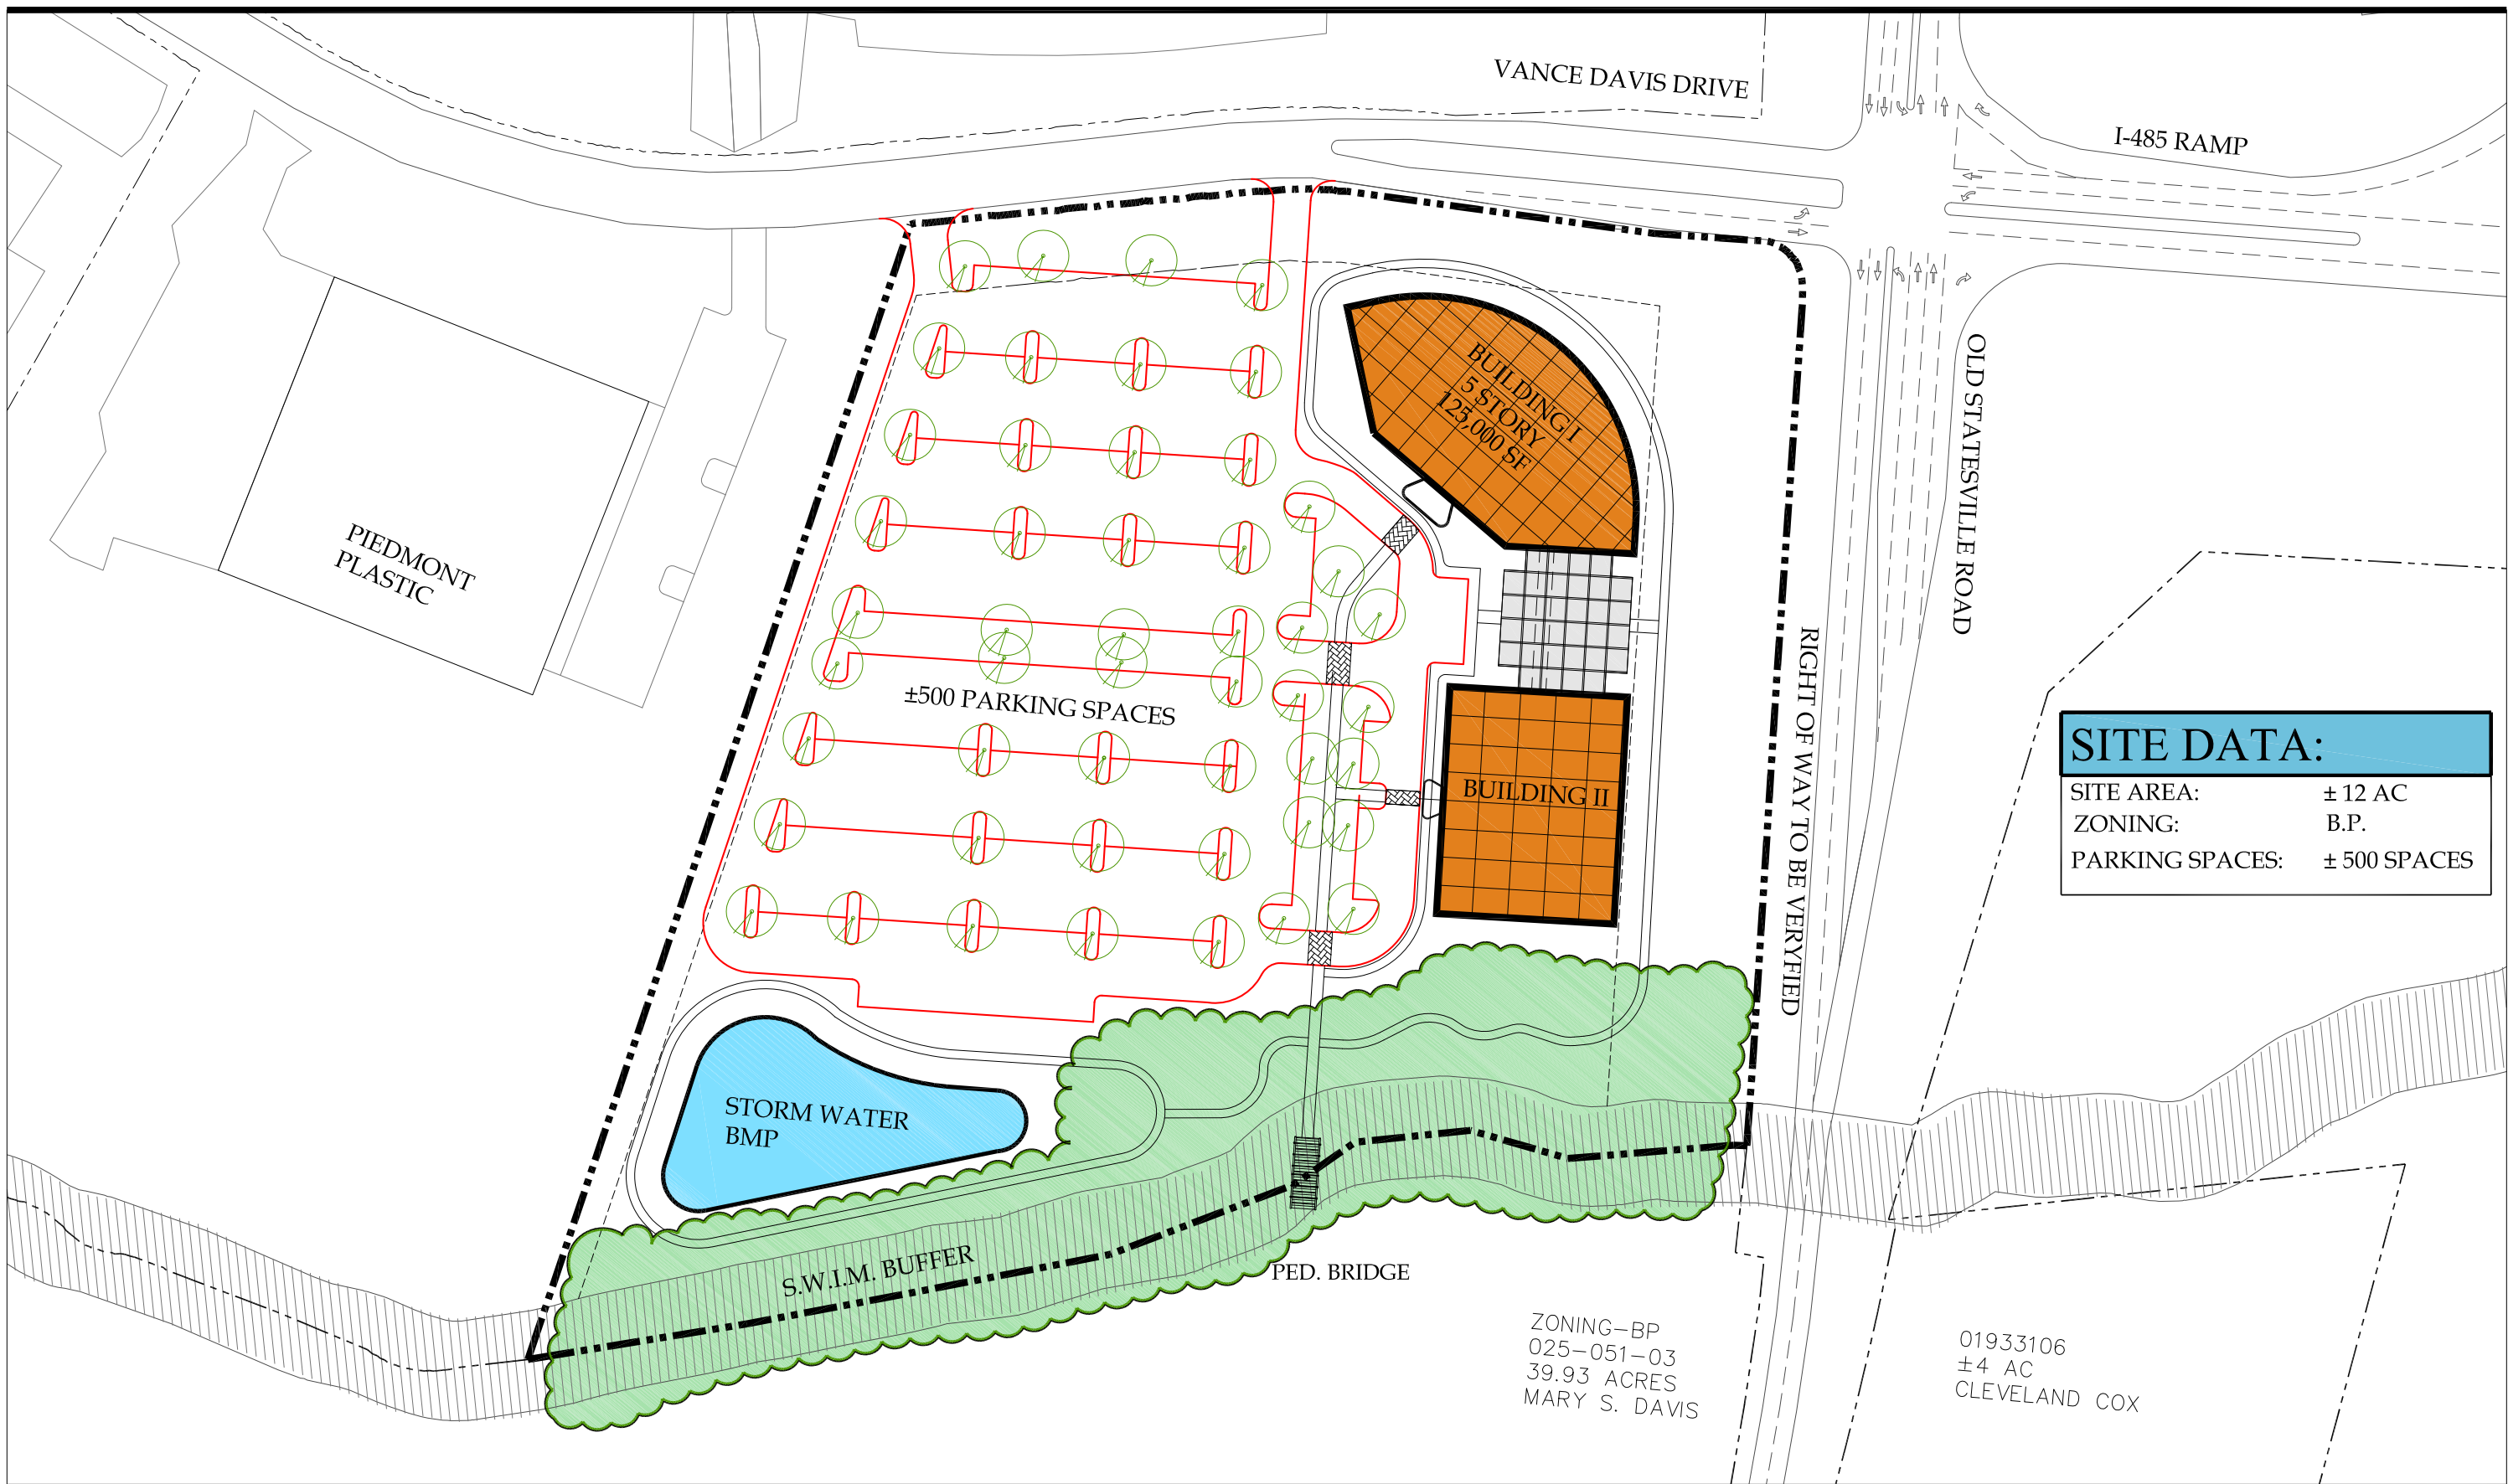 VANCE DAVIS DRIVE
I-485 RAMP
BUILDING I
5 STORY
125,000 SF
OLD STATESVILLE ROAD
PIEDMONT
PLASTIC
±500 PARKING SPACES
RIGHT OF WAY TO BE VERYFIED
BUILDING II
SITE DATA:
SITE AREA: ± 12 AC
ZONING: B.P.
PARKING SPACES: ± 500 SPACES
STORM WATER
BMP
S.W.I.M. BUFFER
PED. BRIDGE
ZONING-BP
025-051-03
39.93 ACRES
MARY S. DAVIS
01933106
±4 AC
CLEVELAND COX